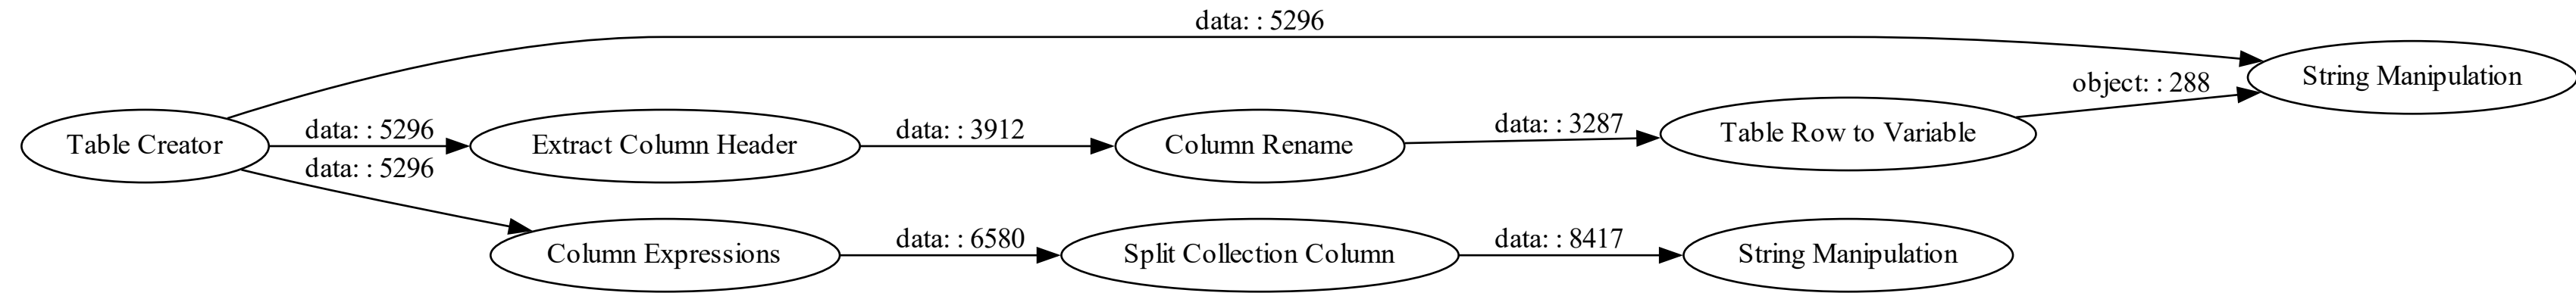 data: : 5296
String Manipulation
object: : 288
Table Creator
data: : 5296
Extract Column Header
data: : 3912
Column Rename
data: : 3287
Table Row to Variable
data: : 5296
Column Expressions
data: : 6580
Split Collection Column
data: : 8417
String Manipulation